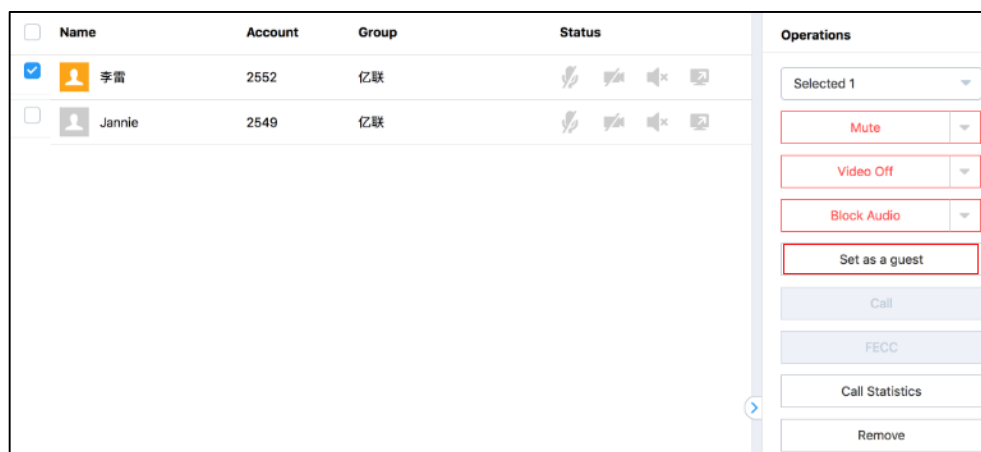 Name Account Group Status
李雷 2552 亿联
Jannie 2549 亿联
Operations
Selected 1
Mute
Video Off
Block Audio
Set as a guest
Call
FECC
Call Statistics
Remove